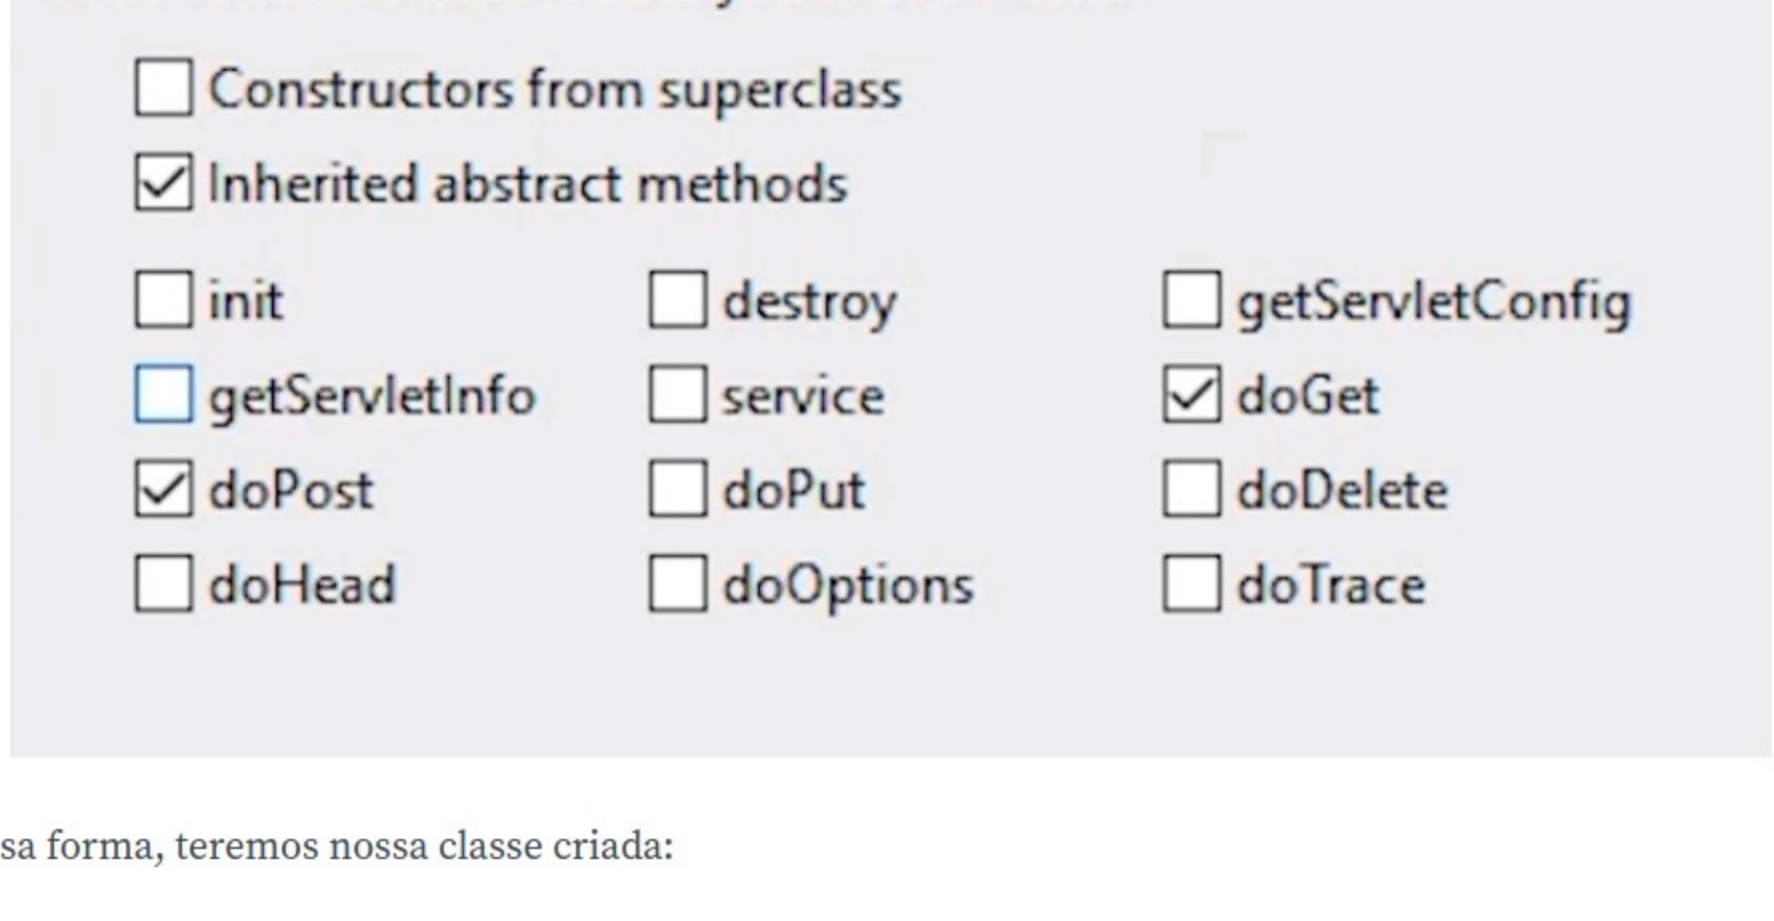 Constructors from superclass
Inherited abstract methods
init destroy getServletConfig
getServletInfo service doGet
doPost doPut doDelete
doHead doOptions doTrace
sa forma, teremos nossa classe criada: